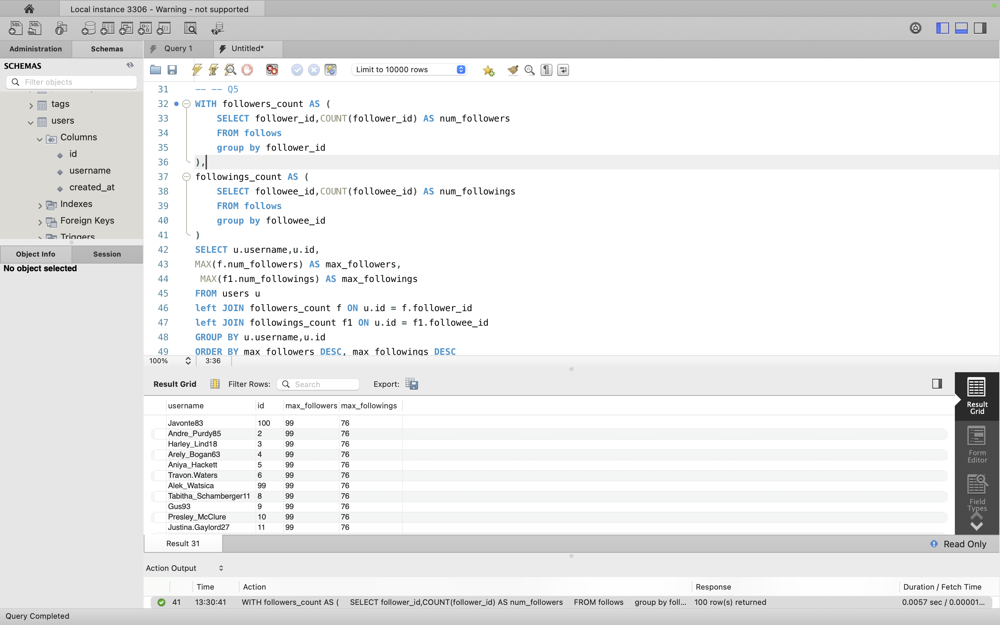 Local instance 3306 - Warning - not supported
Administration
Schemas
Query 1
Untitled*
SCHEMAS
Filter objects
Limit to 10000 rows
tags
users
Columns
id
username
created_at
Indexes
Foreign Keys
Triggers
Object Info
Session
No object selected
31 -- -- Q5
32 WITH followers_count AS (
33 SELECT follower_id,COUNT(follower_id) AS num_followers
34 FROM follows
35 group by follower_id
36 ),
37 followings_count AS (
38 SELECT followee_id,COUNT(followee_id) AS num_followings
39 FROM follows
40 group by followee_id
41 )
42 SELECT u.username,u.id,
43 MAX(f.num_followers) AS max_followers,
44 MAX(f1.num_followings) AS max_followings
45 FROM users u
46 left JOIN followers_count f ON u.id = f.follower_id
47 left JOIN followings_count f1 ON u.id = f1.followee_id
48 GROUP BY u.username,u.id
49 ORDER BY max_followers DESC, max_followings DESC
100% 3:36
Result Grid Filter Rows: Search Export:
username id max_followers max_followings
Javonte83 100 99 76
Andre_Purdy85 2 99 76
Harley_Lind18 3 99 76
Arely_Bogan63 4 99 76
Aniya_Hackett 5 99 76
Travon.Waters 6 99 76
Alek_Watsica 99 99 76
Tabitha_Schamberger11 8 99 76
Gus93 9 99 76
Presley_McClure 10 99 76
Justina.Gaylord27 11 99 76
Result
Grid
Form
Editor
Field
Types
Result 31
Read Only
Action Output
Time Action Response Duration / Fetch Time
41 13:30:41 WITH followers_count AS ( SELECT follower_id,COUNT(follower_id) AS num_followers FROM follows group by foll... 100 row(s) returned 0.0057 sec / 0.00001...
Query Completed